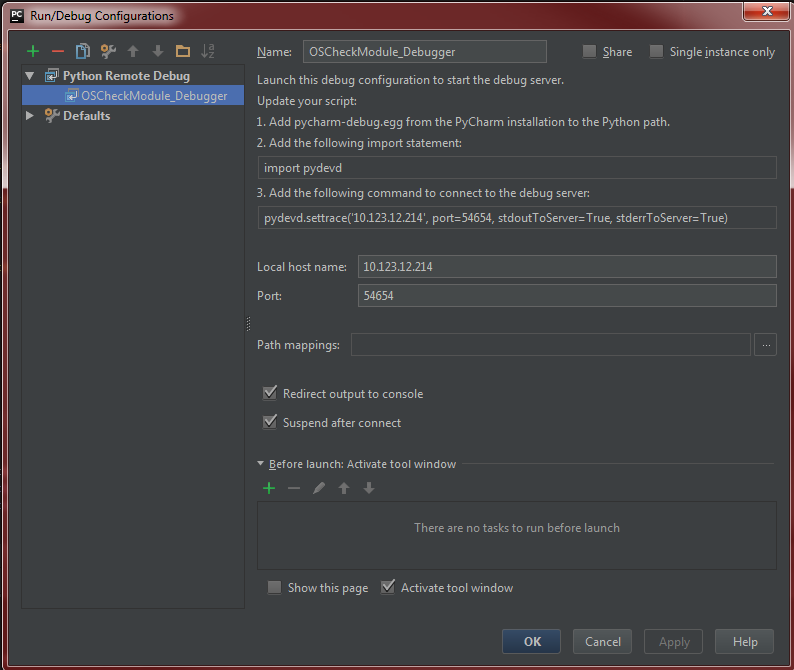 PC Run/Debug Configurations
Python Remote Debug
OSCheckModule_Debugger
Defaults
Name: OSCheckModule_Debugger Share Single instance only
Launch this debug configuration to start the debug server.
Update your script:
1. Add pycharm-debug.egg from the PyCharm installation to the Python path.
2. Add the following import statement:
import pydevd
3. Add the following command to connect to the debug server:
pydevd.settrace('10.123.12.214', port=54654, stdoutToServer=True, stderrToServer=True)
Local host name: 10.123.12.214
Port: 54654
Path mappings: ...
Redirect output to console
Suspend after connect
Before launch: Activate tool window
There are no tasks to run before launch
Show this page Activate tool window
OK Cancel Apply Help